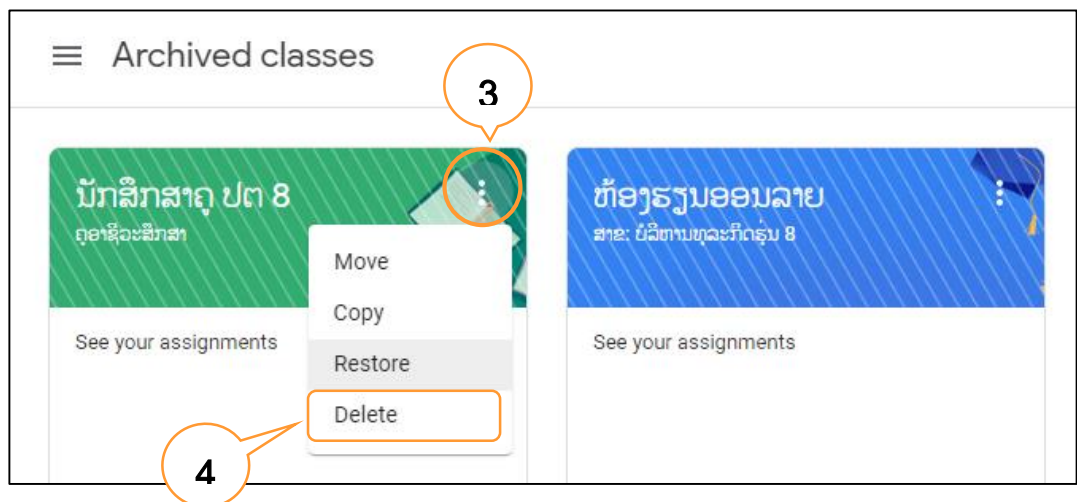 Archived classes
3
ນັກສຶກສາຄູ ປຕ 8
ຄູອາຊິວະສຶກສາ
ຫ້ອງຮຽນອອນລາຍ
ສາຂະ: ບໍລິຫານທຸລະກິດຮຸ່ນ 8
Move
Copy
Restore
Delete
See your assignments
See your assignments
4